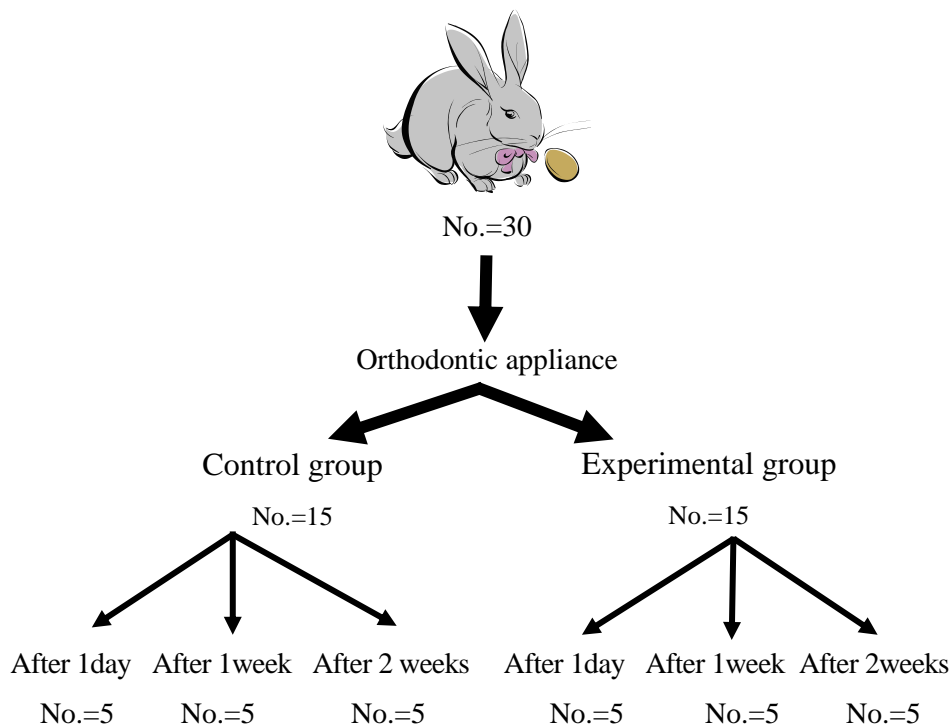 No.=30
Orthodontic appliance
Control group Experimental group
No.=15 No.=15
After 1day After 1week After 2 weeks After 1day After 1week After 2weeks
No.=5 No.=5 No.=5 No.=5 No.=5 No.=5